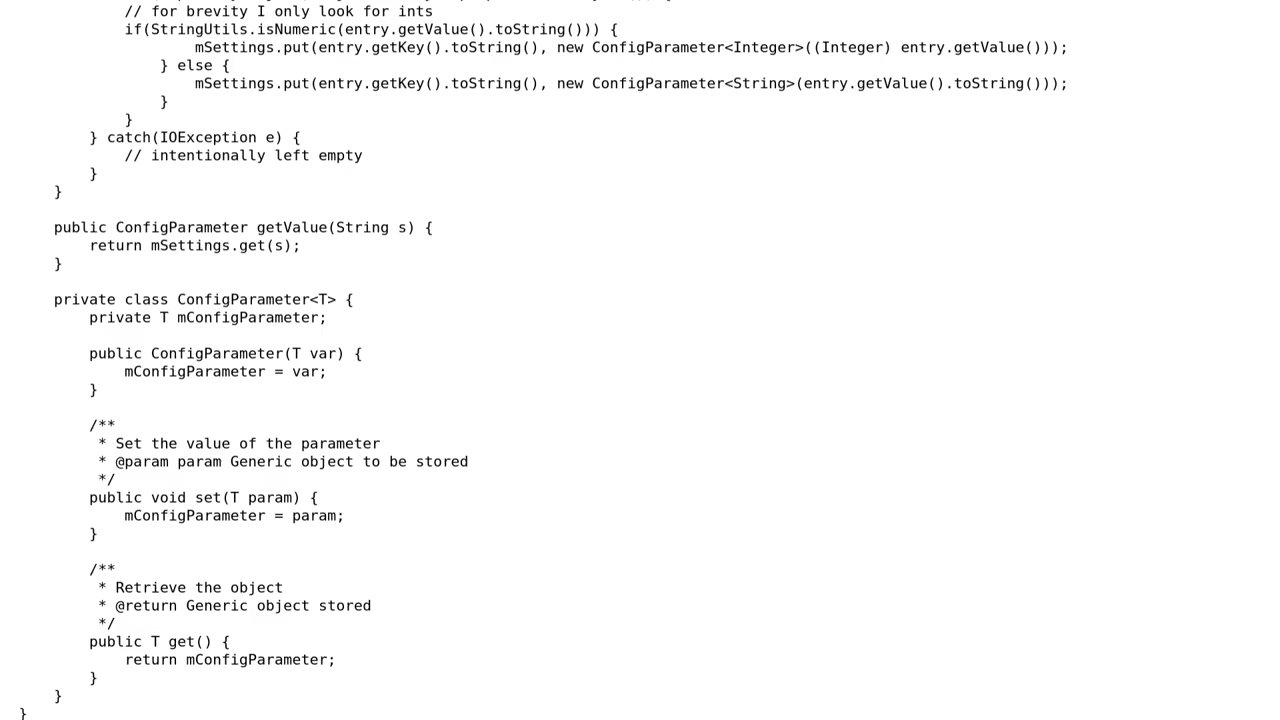 // for brevity I only look for ints
if(StringUtils.isNumeric(entry.getValue().toString())) {
mSettings.put(entry.getKey().toString(), new ConfigParameter<Integer>((Integer) entry.getValue()));
} else {
mSettings.put(entry.getKey().toString(), new ConfigParameter<String>(entry.getValue().toString()));
}
}
} catch(IOException e) {
// intentionally left empty
}
}
public ConfigParameter getValue(String s) {
return mSettings.get(s);
}
private class ConfigParameter<T> {
private T mConfigParameter;
public ConfigParameter(T var) {
mConfigParameter = var;
}
/**
* Set the value of the parameter
* @param param Generic object to be stored
*/
public void set(T param) {
mConfigParameter = param;
}
/**
* Retrieve the object
* @return Generic object stored
*/
public T get() {
return mConfigParameter;
}
}
}